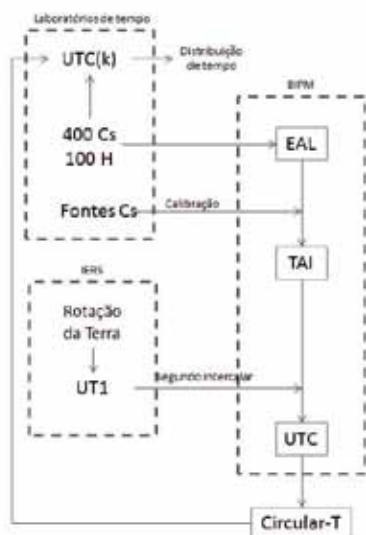 Laboratórios de tempo
UTC(k)
Distribuição
de tempo
400 Cs
100 H
Fontes Cs
Calibração
BIPM
EAL
TAI
IERS
Rotação
da Terra
UT1
Segundo intercalar
UTC
Circular-T